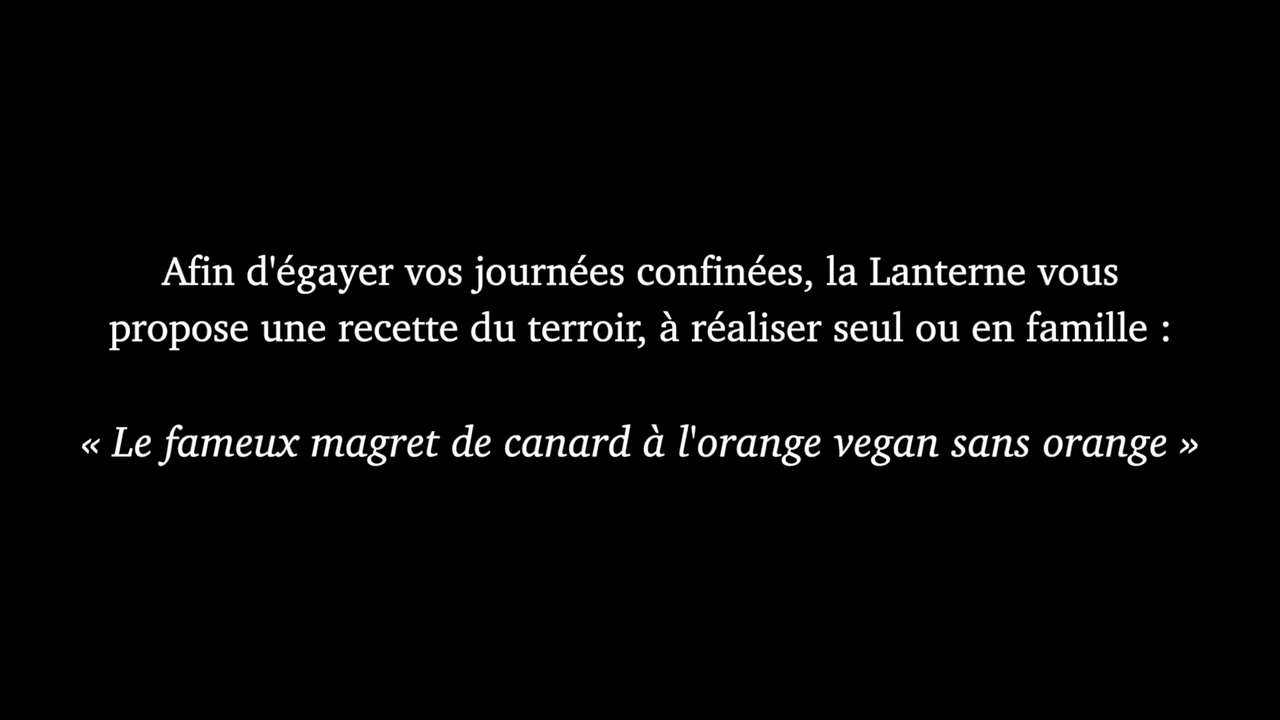 Afin d'égayer vos journées confinées, la Lanterne vous
propose une recette du terroir, à réaliser seul ou en famille :
« Le fameux magret de canard à l'orange vegan sans orange »